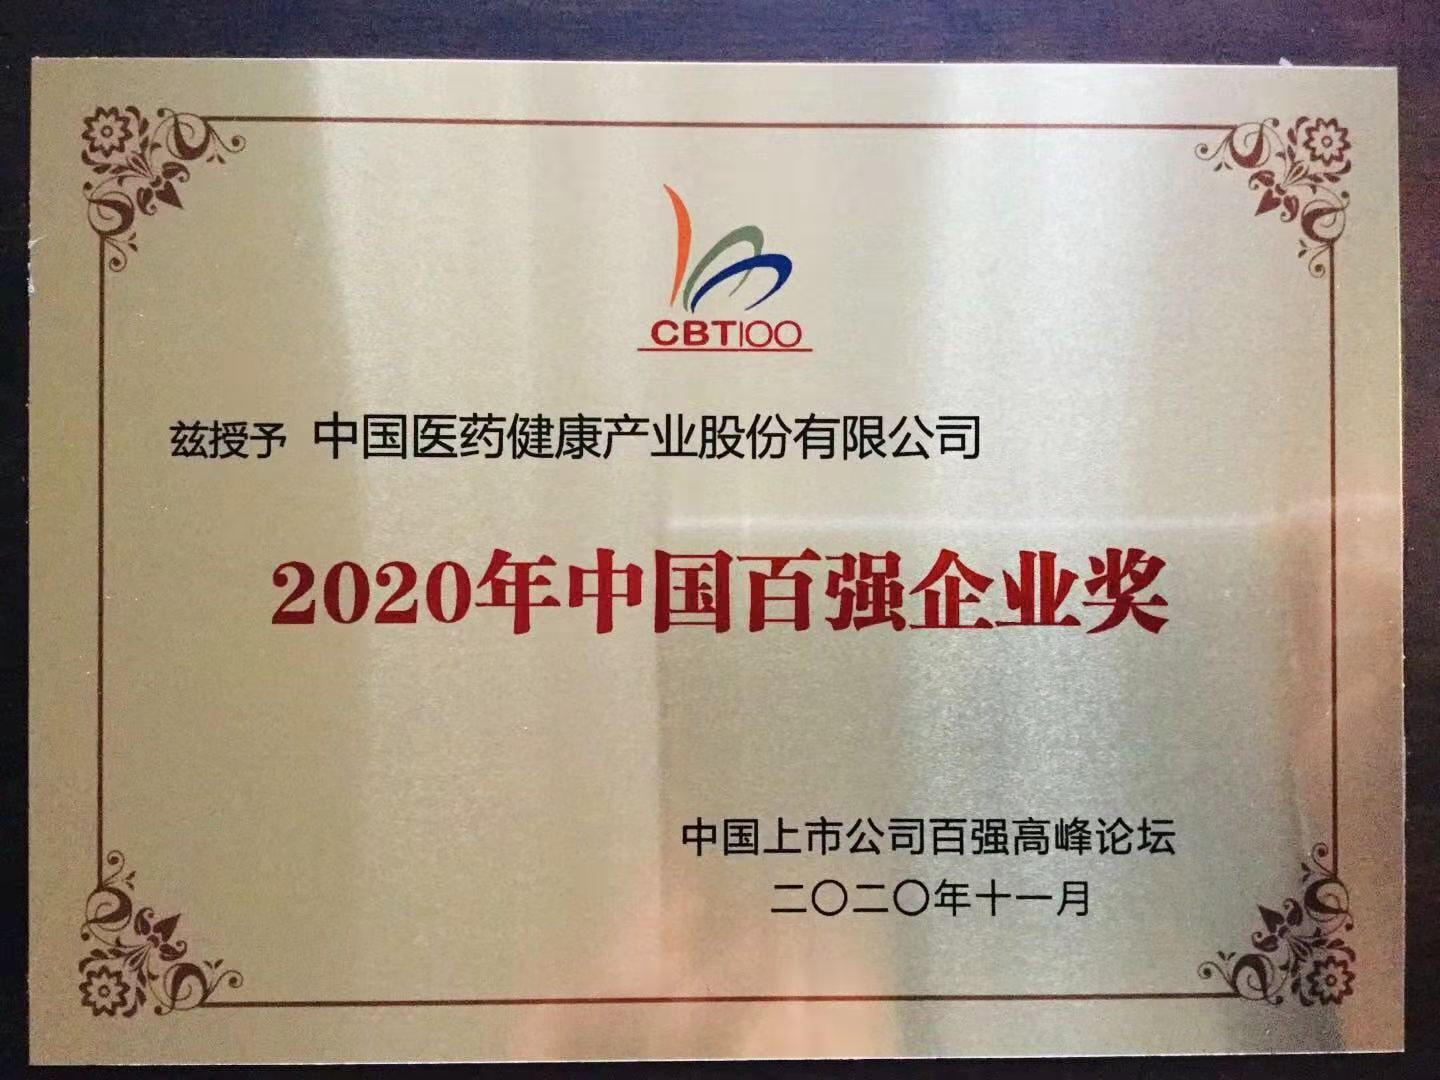 CBT100
兹授予 中国医药健康产业股份有限公司
2020年中国百强企业奖
中国上市公司百强高峰论坛
二〇二〇年十一月